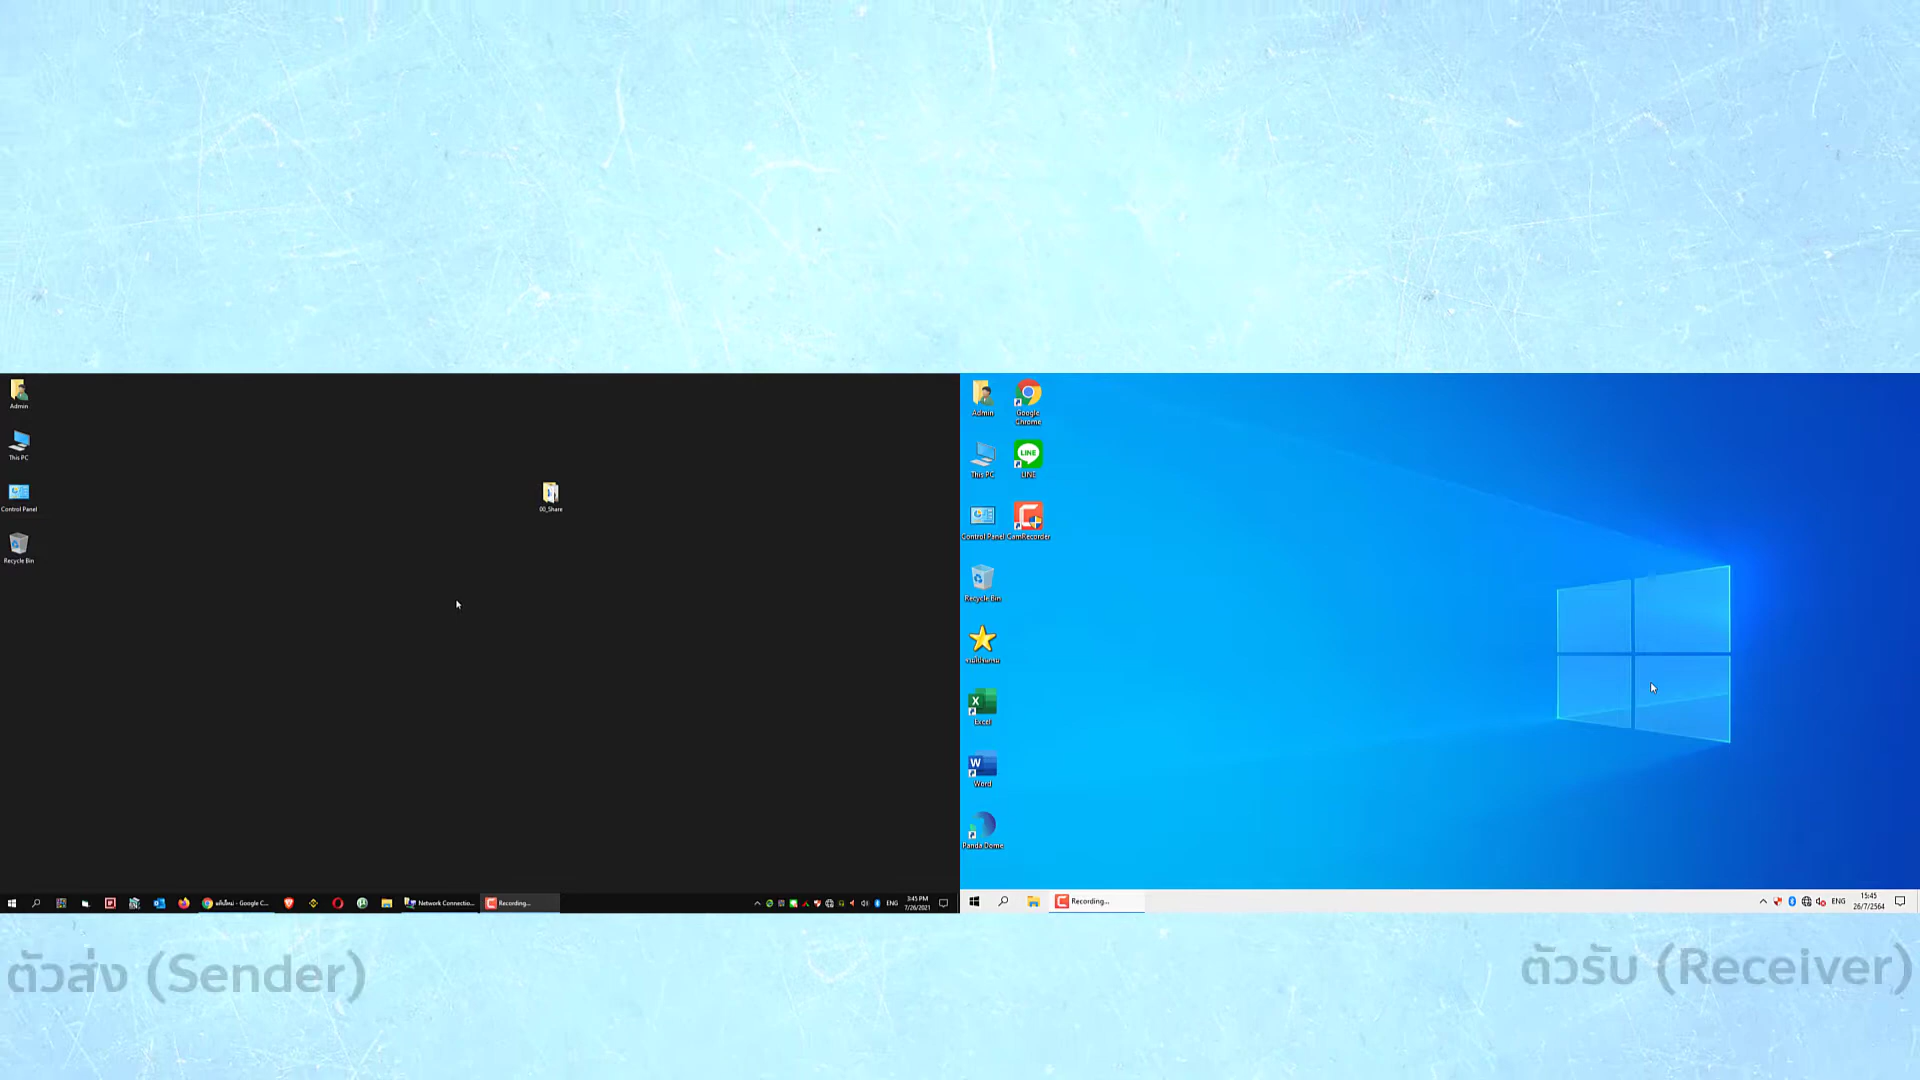 Admin
This PC
Control Panel
Recycle Bin
00_Share
Network Connectio...
Recording...
ENG
3:45 PM
7/26/2021
Admin
Google
Chrome
This PC
LINE
LINE
Control Panel
CamRecorder
Recycle Bin
Excel
Word
Panda Dome
Recording...
ENG
15:45
26/7/2564
ตัวส่ง (Sender)
ตัวรับ (Receiver)